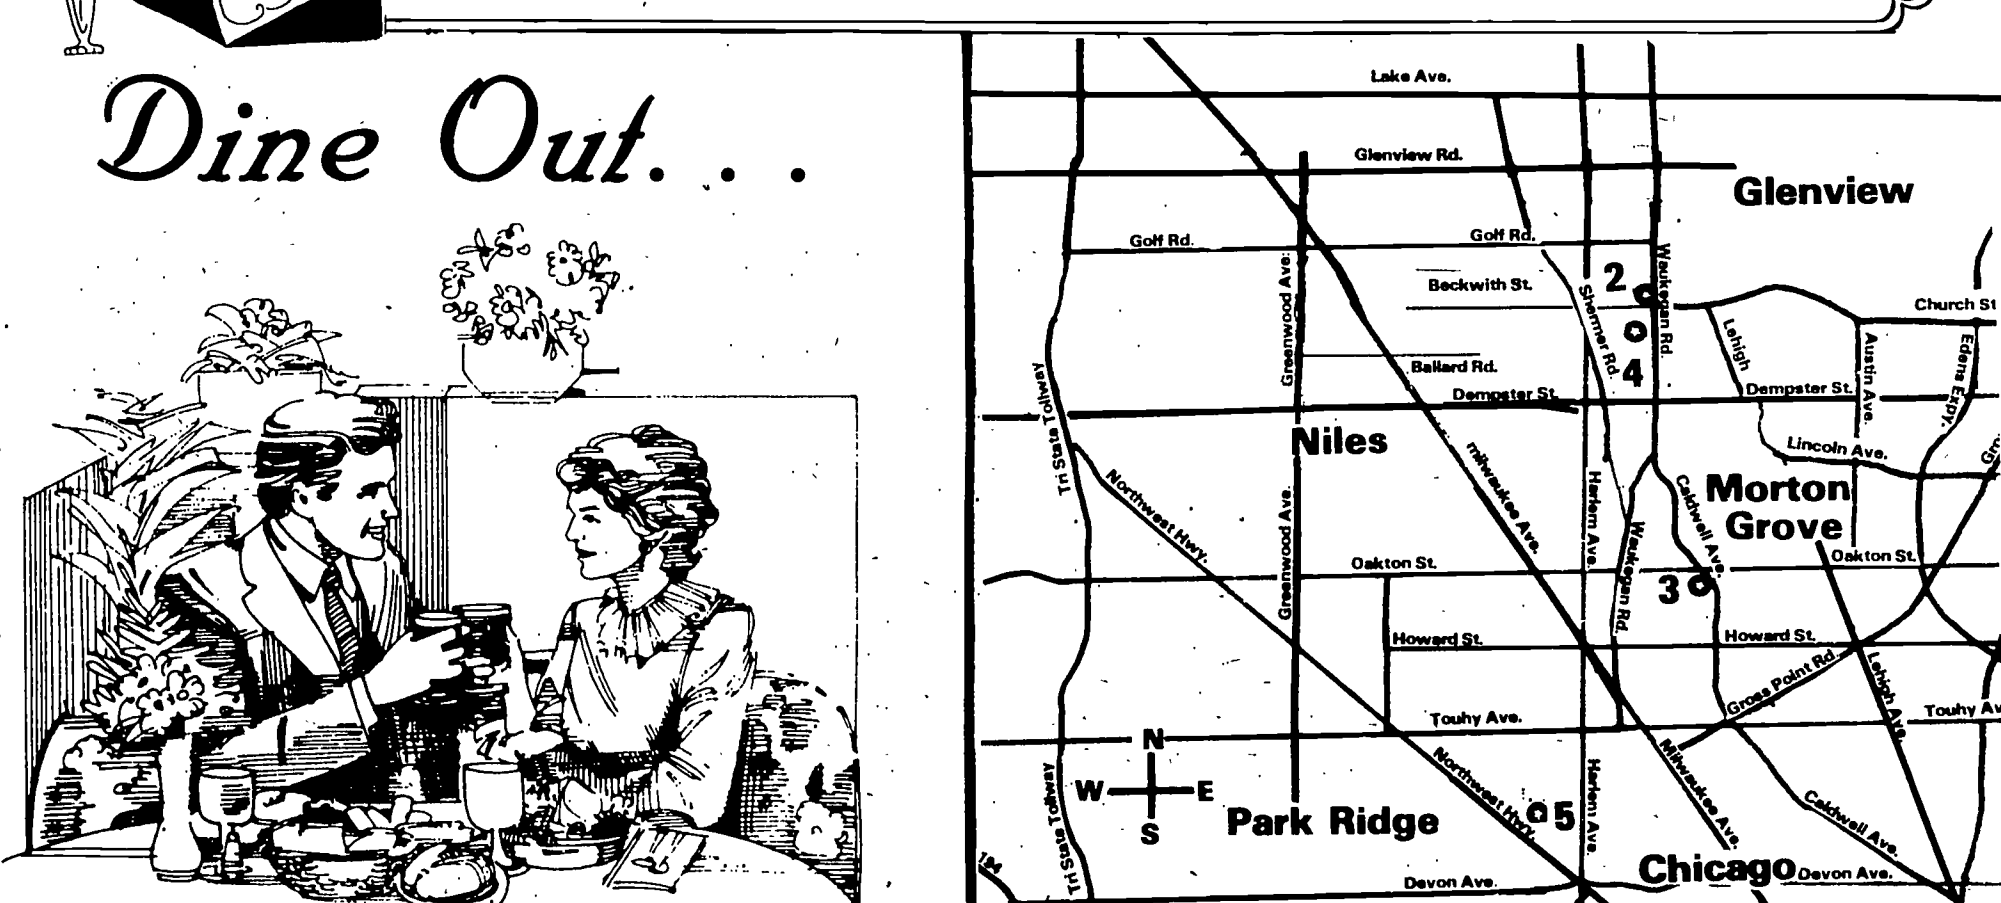 Dine Out. . .
Lake Ave.
Glenview Rd.
Glenview
Golf Rd.
Golf Rd.
Waukegan Rd.
2
Greenwood Ave.
Beckwith St.
Shermer Rd.
Church St
Lehigh
Austin Ave.
Edens Expy.
4
Ballard Rd.
Tri State Tollway
Dempster St.
Dempster St.
Niles
Lincoln Ave.
Gro
Milwaukee Ave.
Northwest Hwy.
Harlem Ave.
Caldwell Ave.
Morton
Grove
Greenwood Ave.
Waukegan Rd.
Oakton St.
Oakton St.
3
Howard St.
Howard St.
Gross Point Rd.
Lehigh Ave.
Touhy Ave.
Touhy Av
N
W E
S
Tri State Tollway
Northwest Hwy.
Harlem Ave.
Milwaukee Ave.
Caldwell Ave.
5
Park Ridge
Chicago
194
Devon Ave.
Devon Ave.